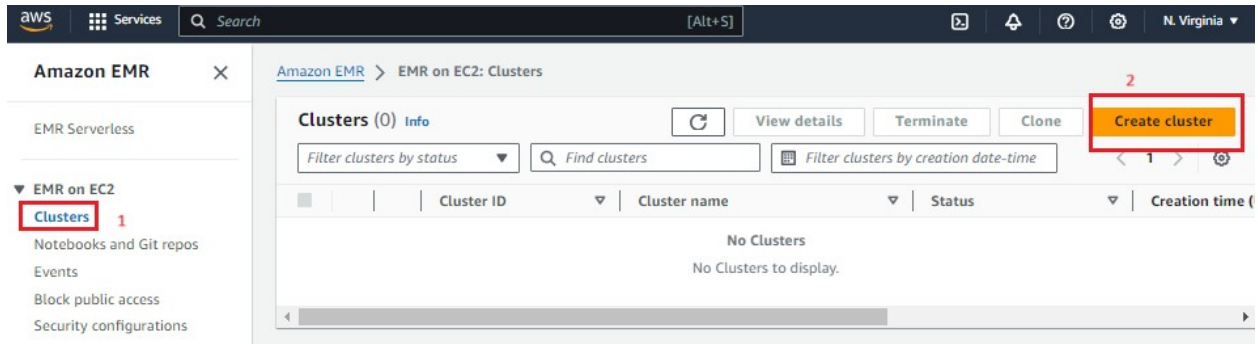 aws Services Search [Alt+S] N. Virginia
Amazon EMR
EMR Serverless
EMR on EC2
Clusters 1
Notebooks and Git repos
Events
Block public access
Security configurations
Amazon EMR > EMR on EC2: Clusters
2
Clusters (0) Info View details Terminate Clone Create cluster
Filter clusters by status Find clusters Filter clusters by creation date-time < 1 >
Cluster ID Cluster name Status Creation time (
No Clusters
No Clusters to display.